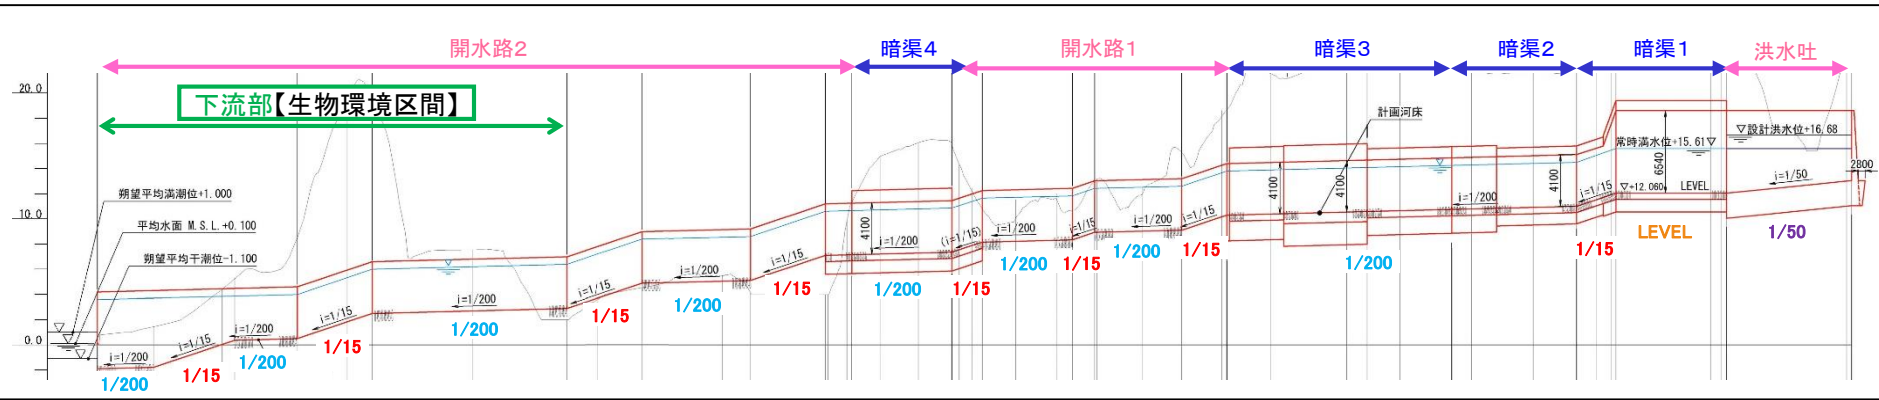 開水路2
暗渠4
開水路1
暗渠3
暗渠2
暗渠1
洪水吐
20.0
下流部【生物環境区間】
計画河床
▽設計洪水位+16.68
常時満水位+15.61▽
6540
2800
朔望平均満潮位+1.000
平均水面 M.S.L.+0.100
朔望平均干潮位-1.100
10.0
0.0
4100
4100
4100
4100
▽+12.060
LEVEL
i=1/50
i=1/15
i=1/200
i=1/200
i=1/15
i=1/200
i=1/15
i=1/200
(i=1/15)
i=1/200
i=1/15
i=1/200
i=1/15
i=1/200
i=1/15
i=1/200
i=1/15
i=1/200
1/200
1/15
1/200
1/15
1/200
1/15
1/200
1/15
1/200
1/15
1/200
1/15
1/200
1/15
1/200
1/15
LEVEL
1/50